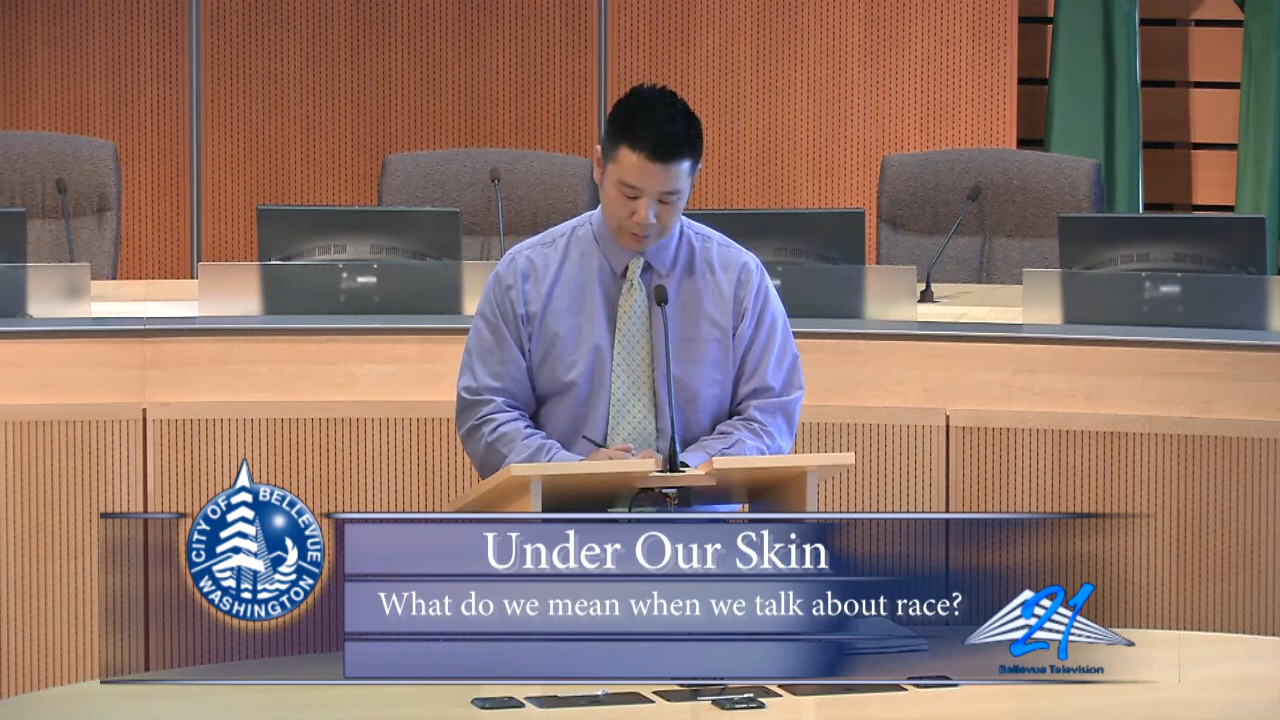 Under Our Skin
What do we mean when we talk about race?
CITY OF BELLEVUE
WASHINGTON
21
Bellevue Television